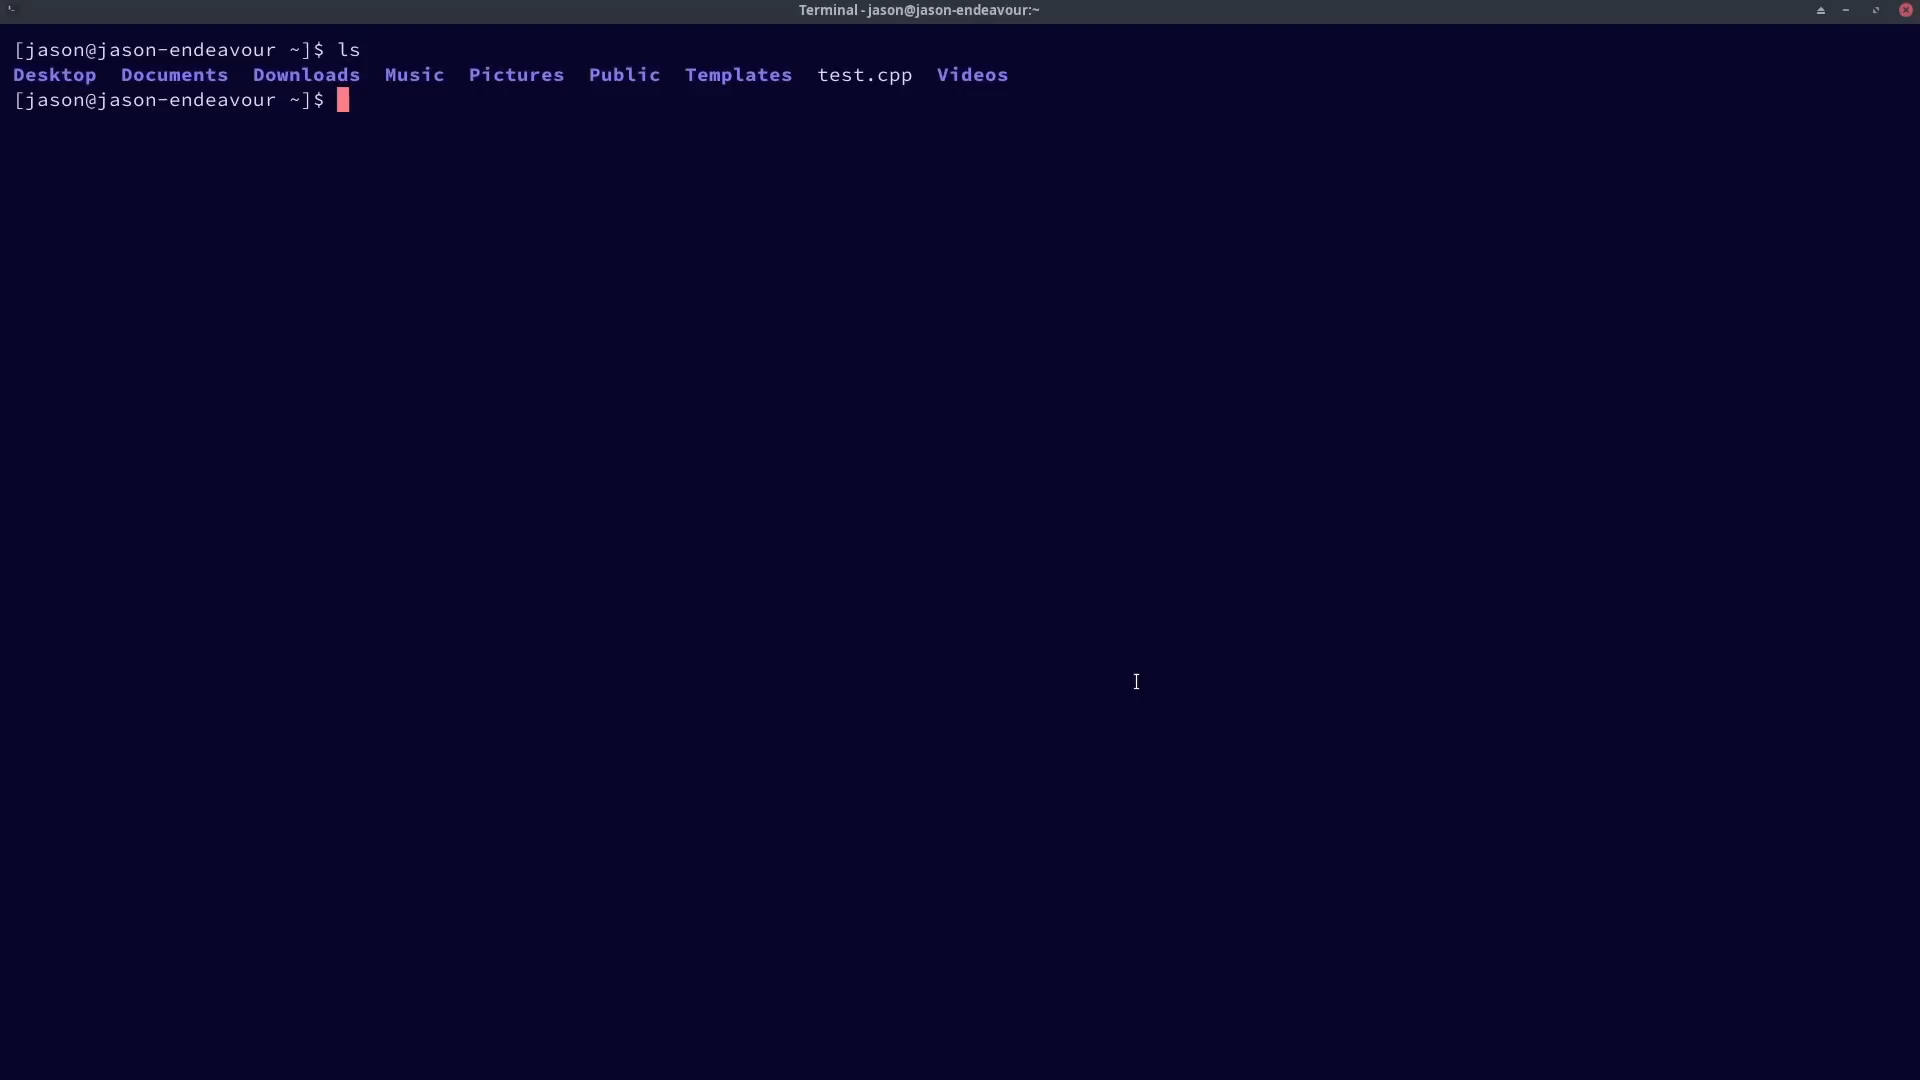 Terminal - jason@jason-endeavour:~
[jason@jason-endeavour ~]$ ls
Desktop  Documents  Downloads  Music  Pictures  Public  Templates  test.cpp  Videos
[jason@jason-endeavour ~]$